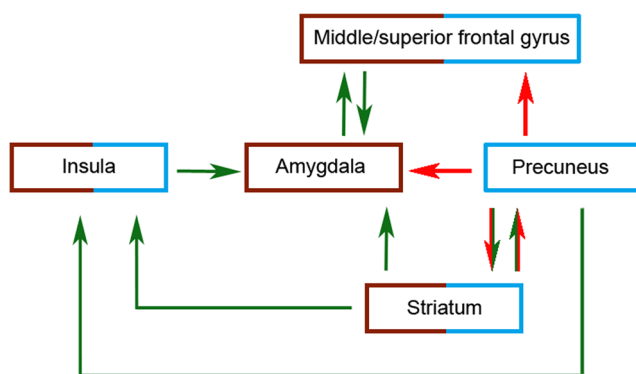 Middle/superior frontal gyrus
Insula
Amygdala
Precuneus
Striatum